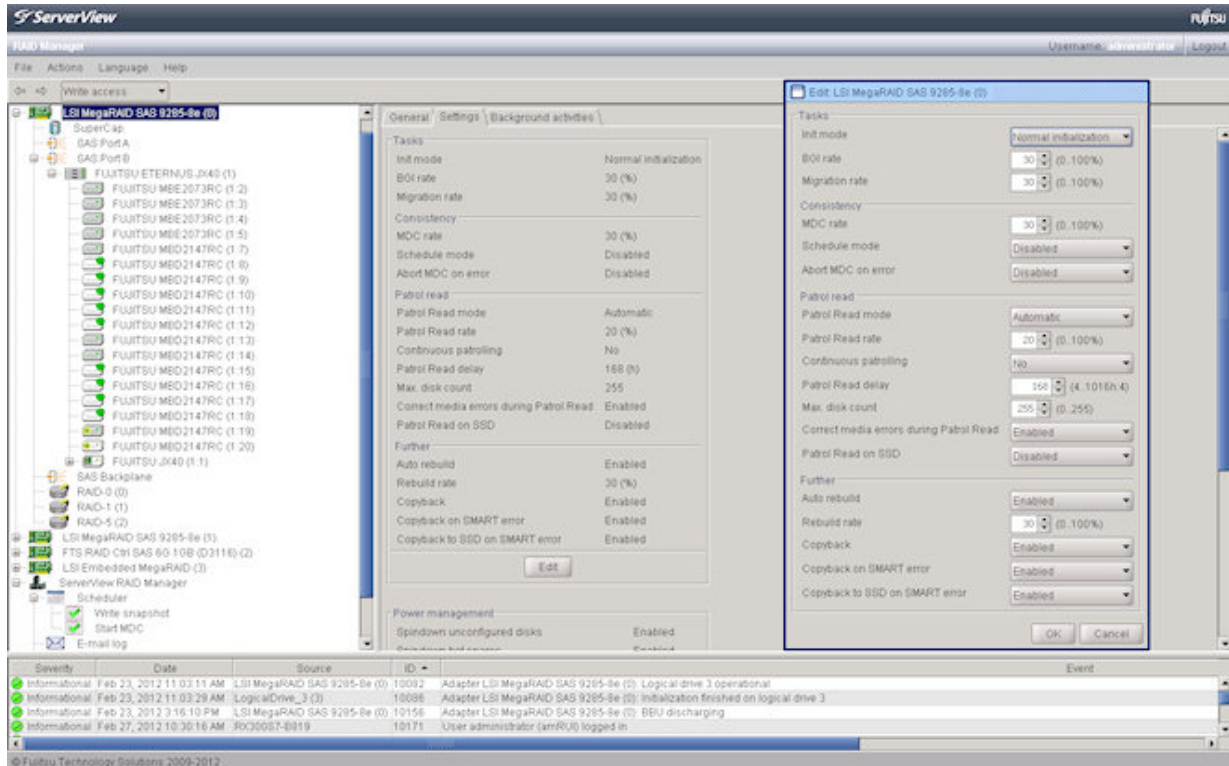 ServerView
FUJITSU
RAID Manager
Username: administrator
Logout
File Actions Language Help
Write access
LSI MegaRAID SAS 9285-8e (0)
SuperCap
SAS Port A
SAS Port B
FUJITSU ETERNUS JX40 (1)
FUJITSU MBE2073RC (1:2)
FUJITSU MBE2073RC (1:3)
FUJITSU MBE2073RC (1:4)
FUJITSU MBE2073RC (1:5)
FUJITSU MBD2147RC (1:7)
FUJITSU MBD2147RC (1:8)
FUJITSU MBD2147RC (1:9)
FUJITSU MBD2147RC (1:10)
FUJITSU MBD2147RC (1:11)
FUJITSU MBD2147RC (1:12)
FUJITSU MBD2147RC (1:13)
FUJITSU MBD2147RC (1:14)
FUJITSU MBD2147RC (1:15)
FUJITSU MBD2147RC (1:16)
FUJITSU MBD2147RC (1:17)
FUJITSU MBD2147RC (1:18)
FUJITSU MBD2147RC (1:19)
FUJITSU MBD2147RC (1:20)
FUJITSU JX40 (1:1)
SAS Backplane
RAID-0 (0)
RAID-1 (1)
RAID-5 (2)
LSI MegaRAID SAS 9285-8e (1)
FTS RAID Ctrl SAS 6G 1GB (D3116) (2)
LSI Embedded MegaRAID (3)
ServerView RAID Manager
Scheduler
Write snapshot
Start MDC
E-mail log
General Settings Background activities
Tasks
Init mode Normal initialization
BGI rate 30 (%)
Migration rate 30 (%)
Consistency
MDC rate 30 (%)
Schedule mode Disabled
Abort MDC on error Disabled
Patrol read
Patrol Read mode Automatic
Patrol Read rate 20 (%)
Continuous patrolling No
Patrol Read delay 168 (h)
Max. disk count 255
Correct media errors during Patrol Read Enabled
Patrol Read on SSD Disabled
Further
Auto rebuild Enabled
Rebuild rate 30 (%)
Copyback Enabled
Copyback on SMART error Enabled
Copyback to SSD on SMART error Enabled
Edit
Power management
Spindown unconfigured disks Enabled
Spindown hot spares Enabled
Edit: LSI MegaRAID SAS 9285-8e (0)
Tasks
Init mode Normal initialization
BGI rate 30 (0..100%)
Migration rate 30 (0..100%)
Consistency
MDC rate 30 (0..100%)
Schedule mode Disabled
Abort MDC on error Disabled
Patrol read
Patrol Read mode Automatic
Patrol Read rate 20 (0..100%)
Continuous patrolling No
Patrol Read delay 168 (4..1016h:4)
Max. disk count 255 (0..255)
Correct media errors during Patrol Read Enabled
Patrol Read on SSD Disabled
Further
Auto rebuild Enabled
Rebuild rate 30 (0..100%)
Copyback Enabled
Copyback on SMART error Enabled
Copyback to SSD on SMART error Enabled
OK Cancel
Severity Date Source ID Event
Informational Feb 23, 2012 11:03:11 AM LSI MegaRAID SAS 9285-8e (0) 10092 Adapter LSI MegaRAID SAS 9285-8e (0): Logical drive 3 operational
Informational Feb 23, 2012 11:03:29 AM LogicalDrive_3 (3) 10086 Adapter LSI MegaRAID SAS 9285-8e (0): Initialization finished on logical drive 3
Informational Feb 23, 2012 3:16:10 PM LSI MegaRAID SAS 9285-8e (0) 10156 Adapter LSI MegaRAID SAS 9285-8e (0): BBU discharging
Informational Feb 27, 2012 10:30:16 AM RX300S7-B819 10171 User administrator (amRUI) logged in
© Fujitsu Technology Solutions 2009-2012